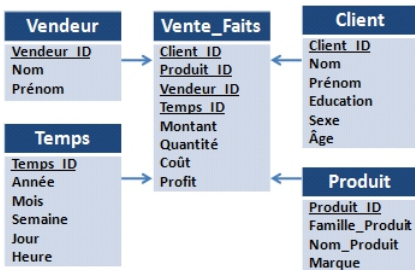 Vendeur
Vendeur_ID
Nom
Prénom
Temps
Temps_ID
Année
Mois
Semaine
Jour
Heure
Vente_Faits
Client_ID
Produit_ID
Vendeur_ID
Temps_ID
Montant
Quantité
Coût
Profit
Client
Client_ID
Nom
Prénom
Education
Sexe
Âge
Produit
Produit_ID
Famille_Produit
Nom_Produit
Marque